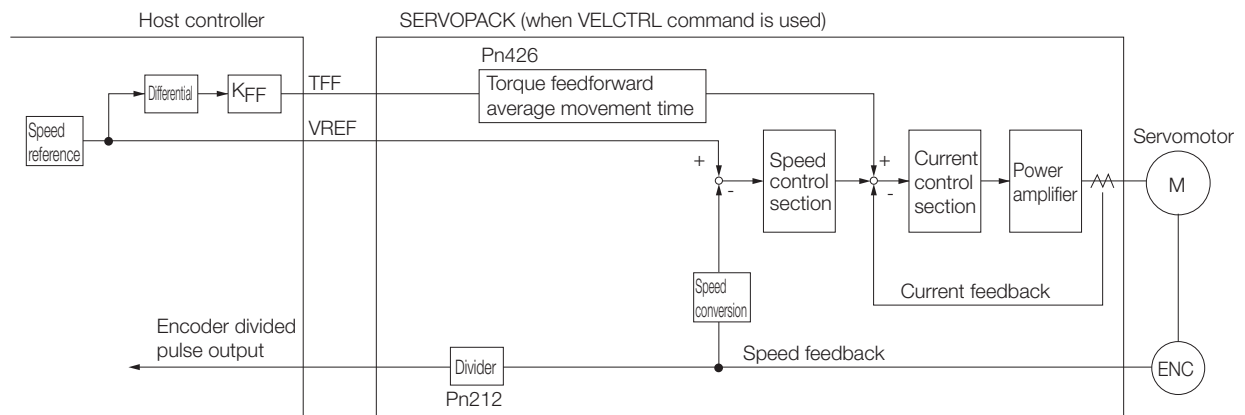 Host controller
SERVOPACK (when VELCTRL command is used)
Pn426
Differential
KFF
TFF
Torque feedforward
average movement time
Speed
reference
VREF
+
-
Speed
control
section
+
-
Current
control
section
Power
amplifier
Servomotor
M
Speed
conversion
Current feedback
Encoder divided
pulse output
Divider
Pn212
Speed feedback
ENC